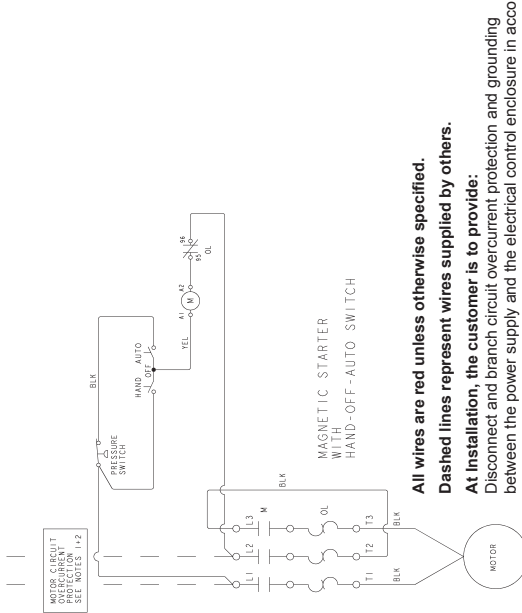 MOTOR CIRCUIT
OVERCURRENT
PROTECTION
SEE NOTES 1+2
PRESSURE
SWITCH
BLK
HAND OFF AUTO
YEL
A1 M A2
95 96
OL
L1 L2 L3
M
BLK
OL
T1 T2 T3
BLK BLK
MOTOR
MAGNETIC STARTER
WITH
HAND-OFF-AUTO SWITCH
All wires are red unless otherwise specified.
Dashed lines represent wires supplied by others.
At Installation, the customer is to provide:
Disconnect and branch circuit overcurrent protection and grounding
between the power supply and the electrical control enclosure in acco